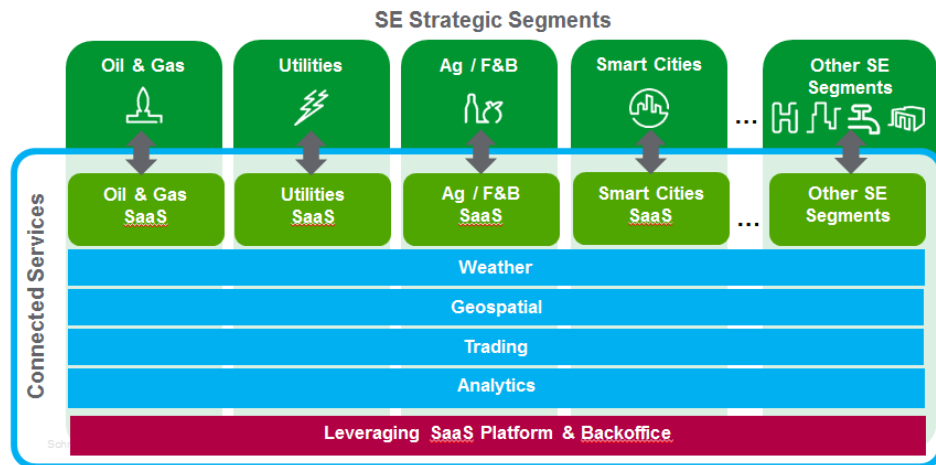 SE Strategic Segments
Oil & Gas
Utilities
Ag / F&B
Smart Cities
...
Other SE
Segments
Connected Services
Oil & Gas
SaaS
Utilities
SaaS
Ag / F&B
SaaS
Smart Cities
SaaS
...
Other SE
Segments
Weather
Geospatial
Trading
Analytics
Leveraging SaaS Platform & Backoffice